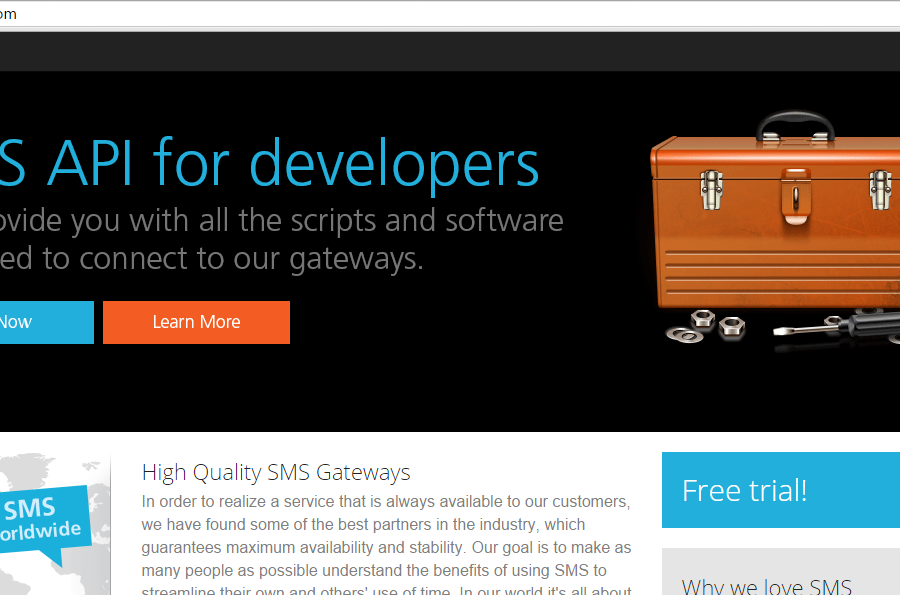 om
S API for developers
ovide you with all the scripts and software
ed to connect to our gateways.
Now
Learn More
SMS
orldwide
High Quality SMS Gateways
In order to realize a service that is always available to our customers,
we have found some of the best partners in the industry, which
guarantees maximum availability and stability. Our goal is to make as
many people as possible understand the benefits of using SMS to
streamline their own and others' use of time. In our world it's all about
Free trial!
Why we love SMS